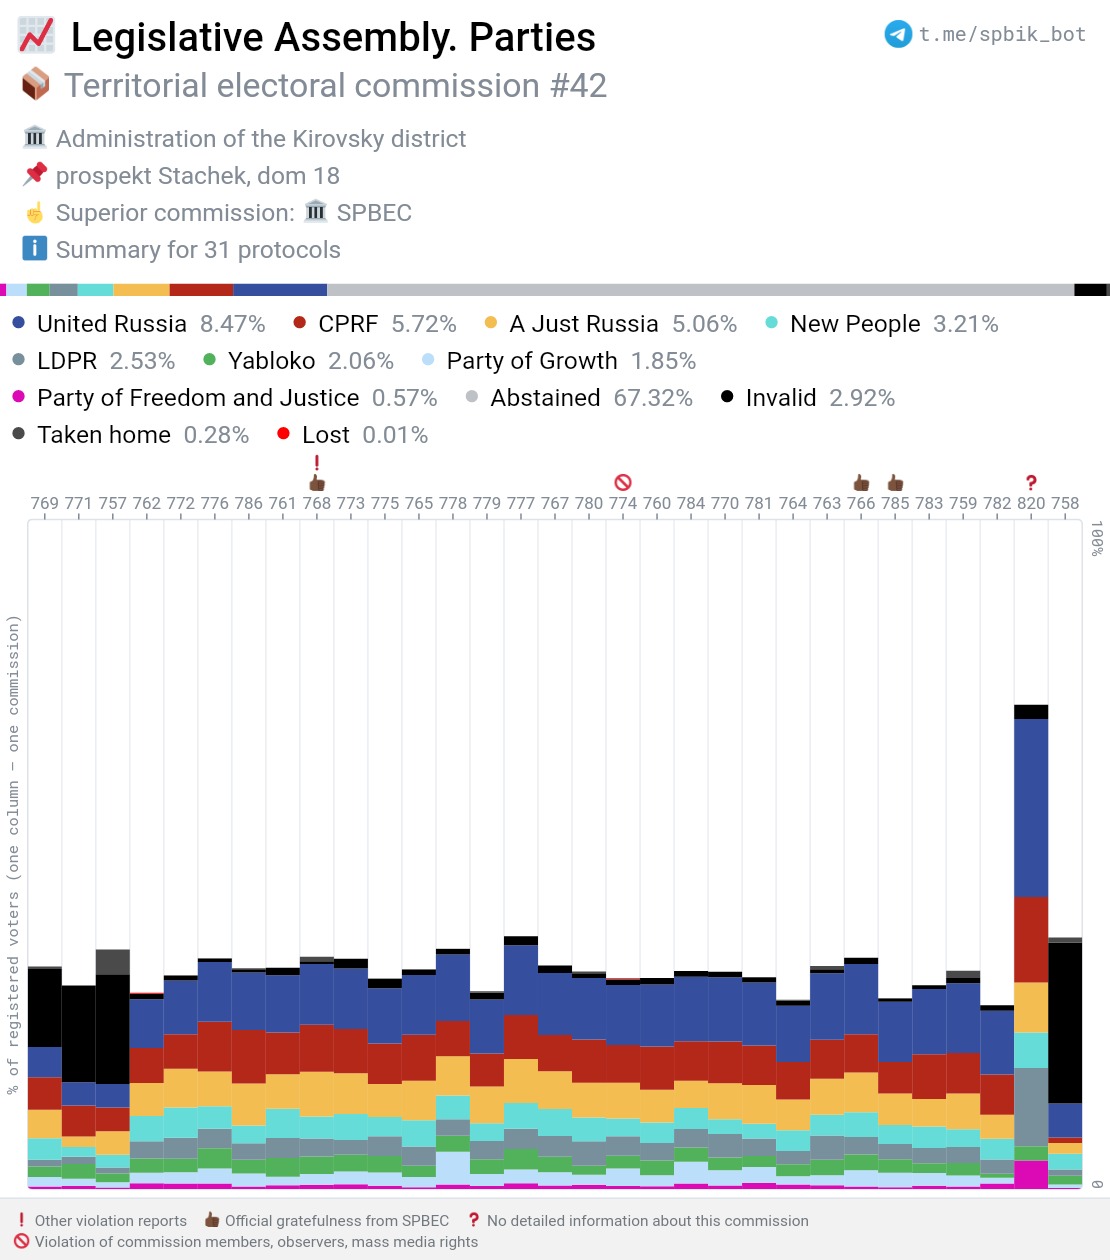 Legislative Assembly. Parties
t.me/spbik_bot
Territorial electoral commission #42
Administration of the Kirovsky district
prospekt Stachek, dom 18
Superior commission: SPBEC
Summary for 31 protocols
United Russia 8.47% CPRF 5.72% A Just Russia 5.06% New People 3.21%
LDPR 2.53% Yabloko 2.06% Party of Growth 1.85%
Party of Freedom and Justice 0.57% Abstained 67.32% Invalid 2.92%
Taken home 0.28% Lost 0.01%
769 771 757 762 772 776 786 761 768 773 775 765 778 779 777 767 780 774 760 784 770 781 764 763 766 785 783 759 782 820 758
100%
% of registered voters (one column – one commission)
0
Other violation reports Official gratefulness from SPBEC No detailed information about this commission
Violation of commission members, observers, mass media rights